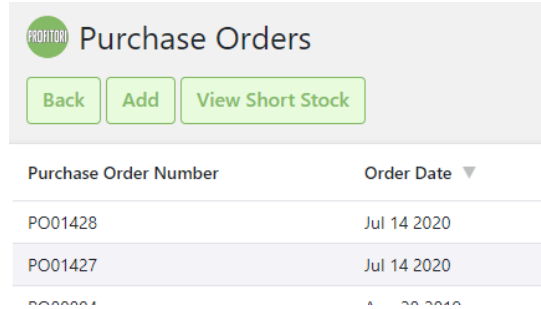 PROFITORI Purchase Orders
Back Add View Short Stock
Purchase Order Number Order Date ▼
PO01428 Jul 14 2020
PO01427 Jul 14 2020